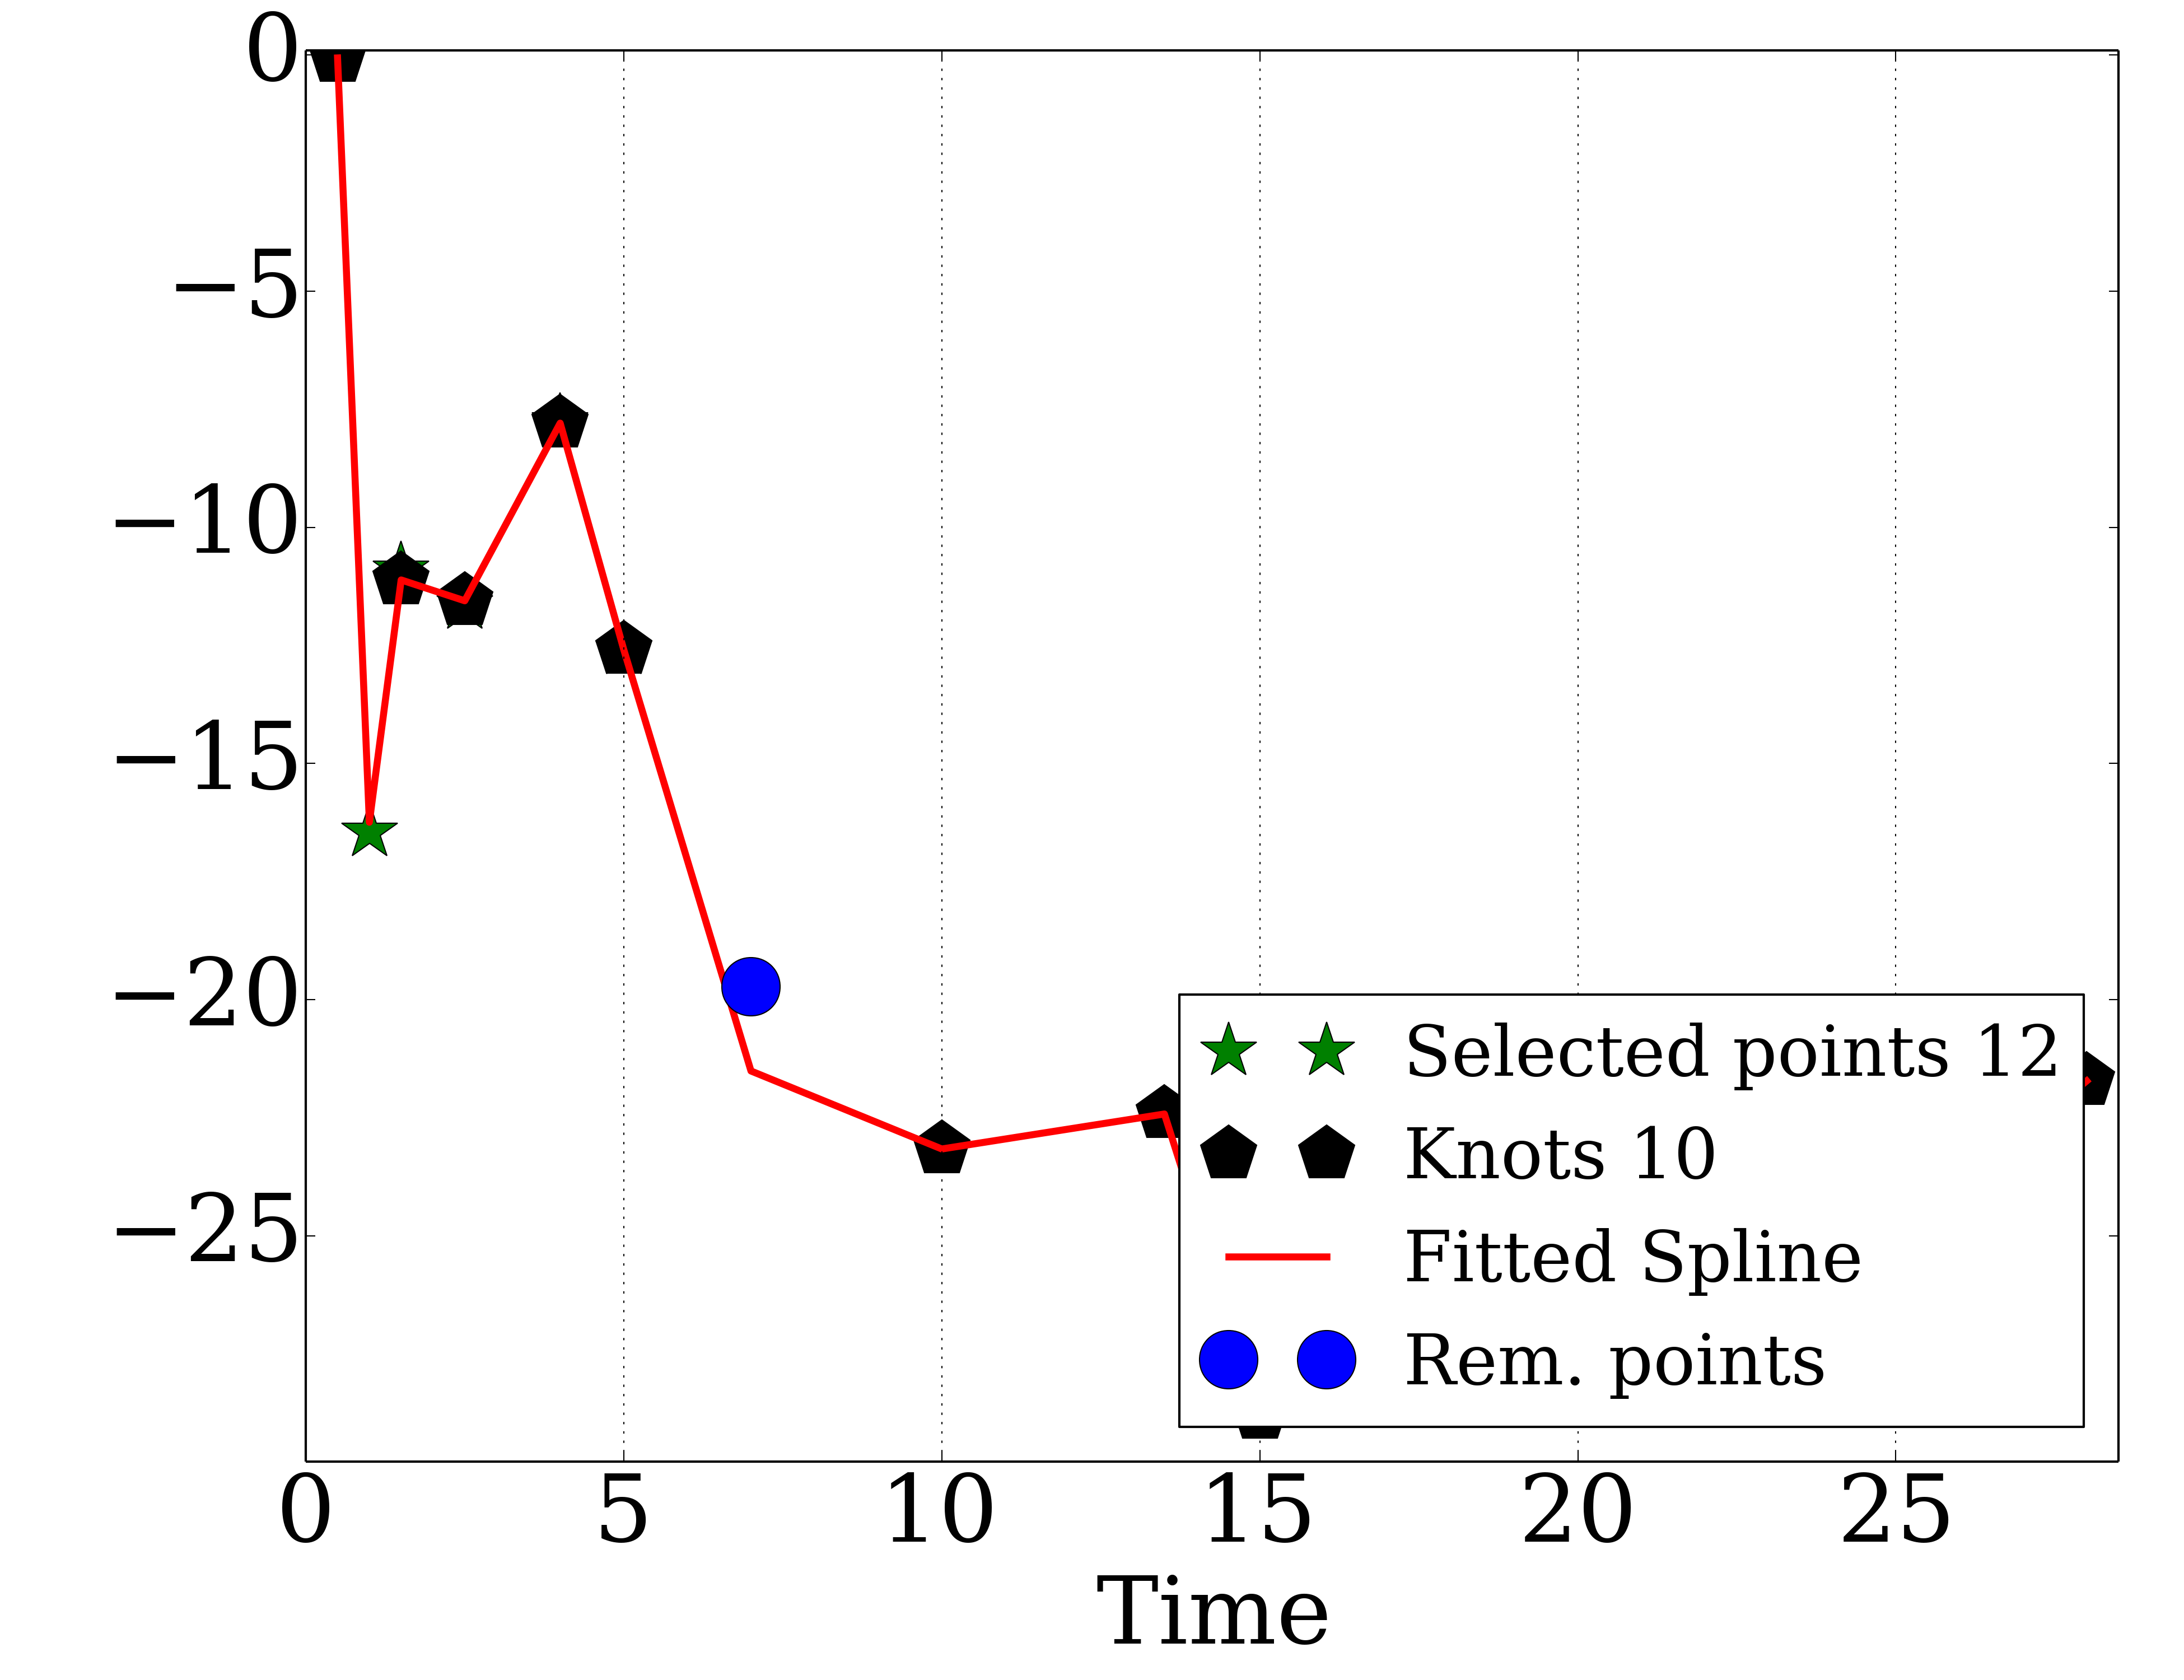 0
−5
−10
−15
−20
−25
Selected points 12
Knots 10
Fitted Spline
Rem. points
0 5 10 15 20 25
Time